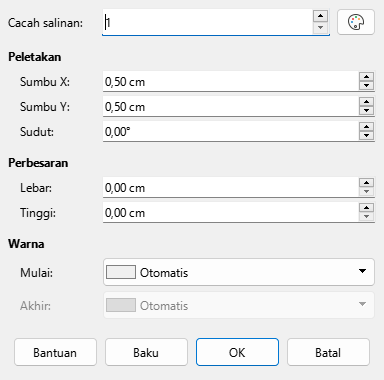 Cacah salinan: 1
Peletakan
Sumbu X: 0,50 cm
Sumbu Y: 0,50 cm
Sudut: 0,00°
Perbesaran
Lebar: 0,00 cm
Tinggi: 0,00 cm
Warna
Mulai: Otomatis
Akhir: Otomatis
Bantuan Baku OK Batal